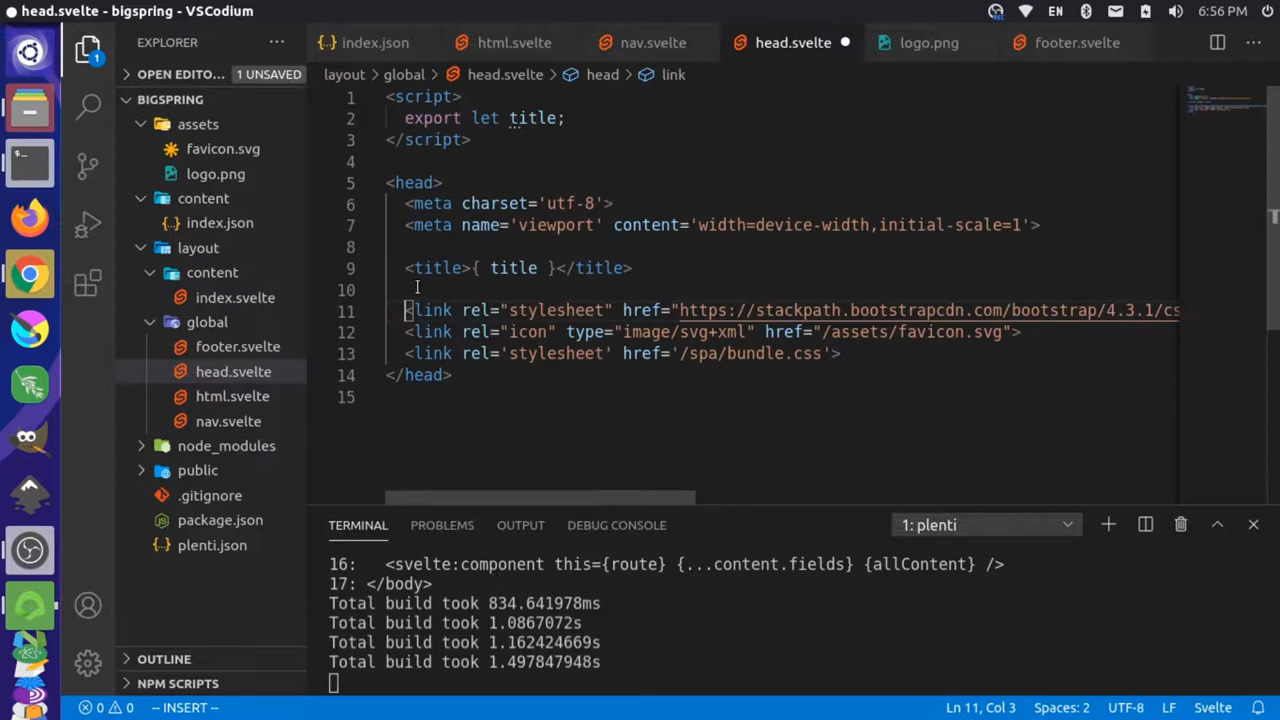 head.svelte - bigspring - VSCodium
EN
6:56 PM
EXPLORER
index.json
html.svelte
nav.svelte
head.svelte
logo.png
footer.svelte
1
OPEN EDITO... 1 UNSAVED
layout > global > head.svelte > head > link
BIGSPRING
assets
favicon.svg
logo.png
content
index.json
layout
content
index.svelte
global
footer.svelte
head.svelte
html.svelte
nav.svelte
node_modules
public
.gitignore
package.json
plenti.json
OUTLINE
NPM SCRIPTS
1 <script>
2 export let title;
3 </script>
4
5 <head>
6 <meta charset='utf-8'>
7 <meta name='viewport' content='width=device-width,initial-scale=1'>
8
9 <title>{ title }</title>
10
11 <link rel="stylesheet" href="https://stackpath.bootstrapcdn.com/bootstrap/4.3.1/cs
12 <link rel="icon" type="image/svg+xml" href="/assets/favicon.svg">
13 <link rel='stylesheet' href='/spa/bundle.css'>
14 </head>
15
TERMINAL PROBLEMS OUTPUT DEBUG CONSOLE 1: plenti
16: <svelte:component this={route} {...content.fields} {allContent} />
17: </body>
Total build took 834.641978ms
Total build took 1.0867072s
Total build took 1.162424669s
Total build took 1.497847948s
0 0 -- INSERT -- Ln 11, Col 3 Spaces: 2 UTF-8 LF Svelte